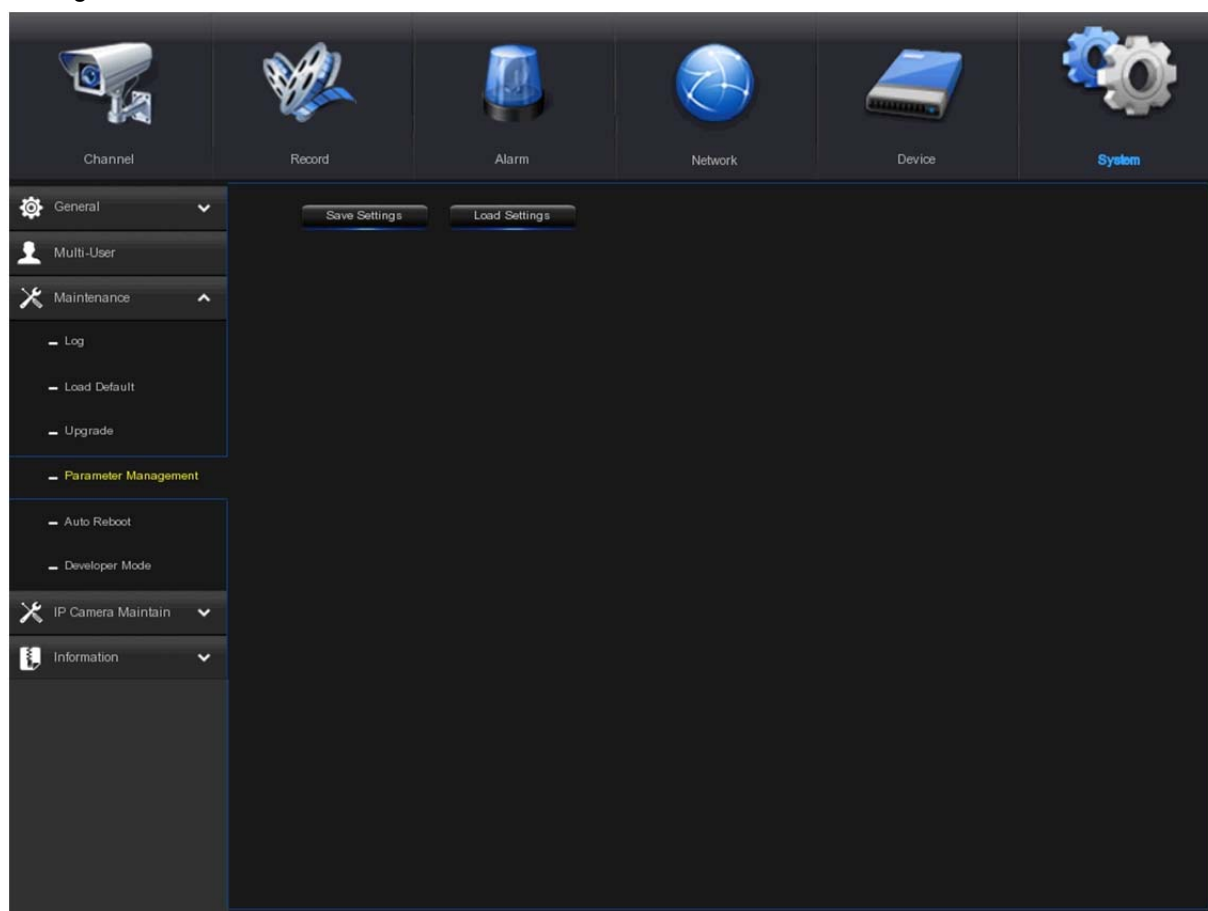 Channel
Record
Alarm
Network
Device
System
General
Multi-User
Maintenance
Log
Load Default
Upgrade
Parameter Management
Auto Reboot
Developer Mode
IP Camera Maintain
Information
Save Settings
Load Settings